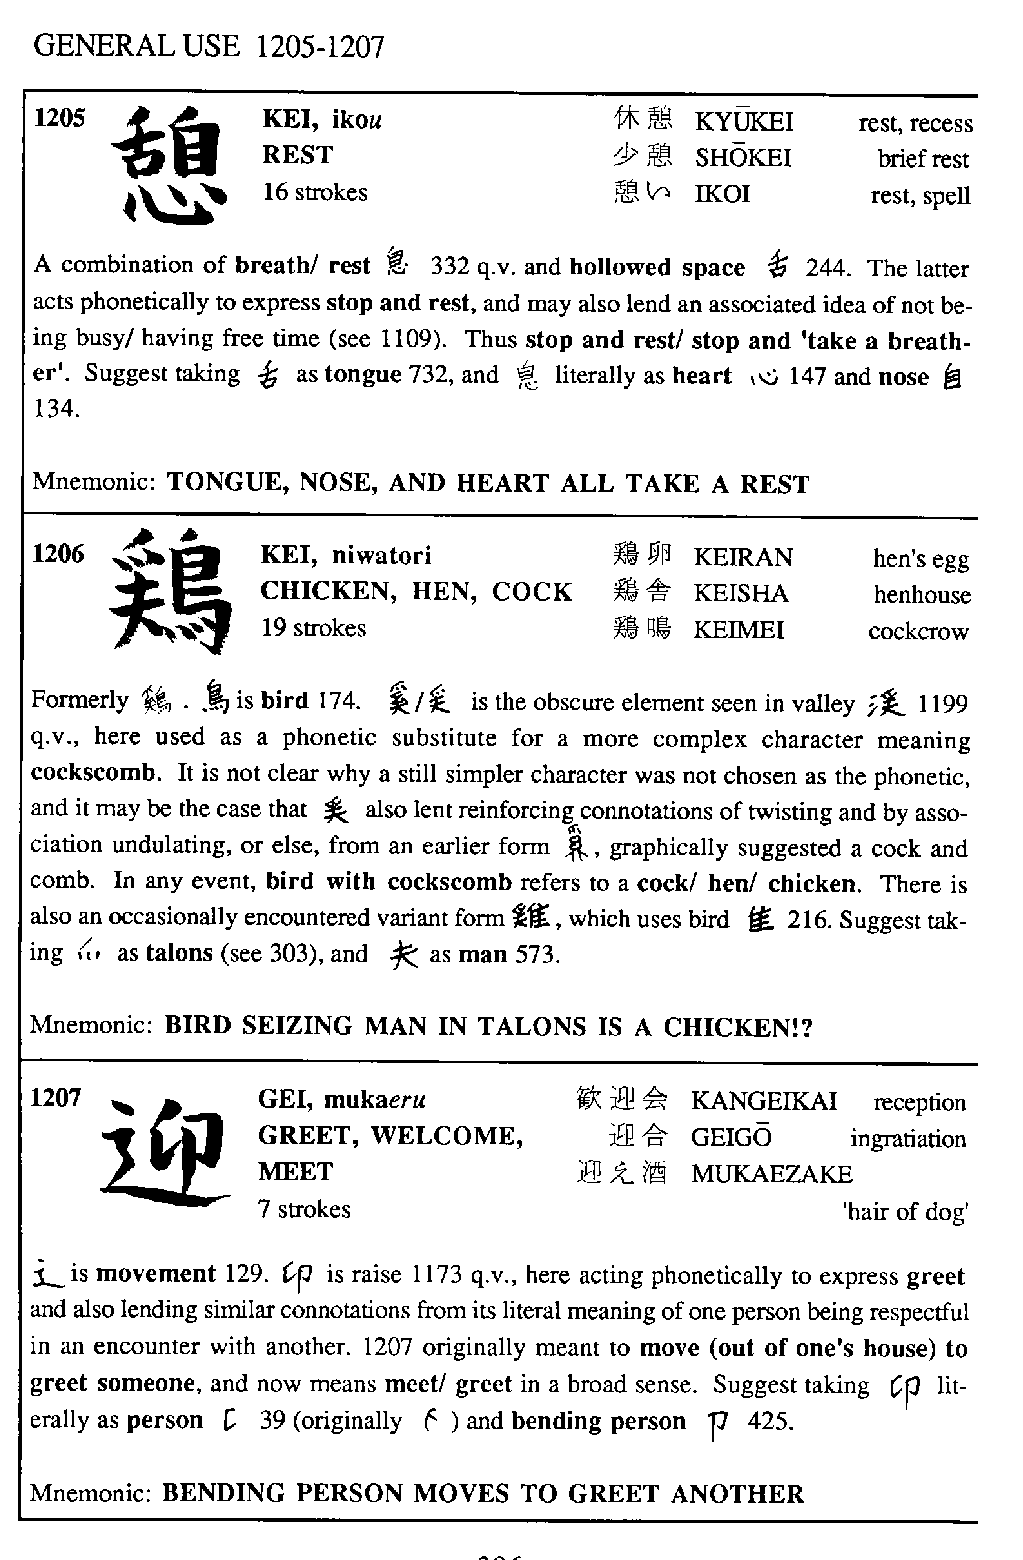 GENERAL USE 1205-1207
1205 憩 KEI, ikou 休憩 KYŪKEI rest, recess
REST 少憩 SHŌKEI brief rest
16 strokes 憩い IKOI rest, spell
A combination of breath/ rest 息 332 q.v. and hollowed space 舌 244. The latter
acts phonetically to express stop and rest, and may also lend an associated idea of not be-
ing busy/ having free time (see 1109). Thus stop and rest/ stop and 'take a breath-
er'. Suggest taking 舌 as tongue 732, and 息 literally as heart 心 147 and nose 自
134.
Mnemonic: TONGUE, NOSE, AND HEART ALL TAKE A REST
1206 鶏 KEI, niwatori 鶏卵 KEIRAN hen's egg
CHICKEN, HEN, COCK 鶏舎 KEISHA henhouse
19 strokes 鶏鳴 KEIMEI cockcrow
Formerly 鷄. 鳥 is bird 174. 奚/ is the obscure element seen in valley 渓 1199
q.v., here used as a phonetic substitute for a more complex character meaning
cockscomb. It is not clear why a still simpler character was not chosen as the phonetic,
and it may be the case that 奚 also lent reinforcing connotations of twisting and by asso-
ciation undulating, or else, from an earlier form , graphically suggested a cock and
comb. In any event, bird with cockscomb refers to a cock/ hen/ chicken. There is
also an occasionally encountered variant form 雞, which uses bird 隹 216. Suggest tak-
ing 爫 as talons (see 303), and 夫 as man 573.
Mnemonic: BIRD SEIZING MAN IN TALONS IS A CHICKEN!?
1207 迎 GEI, mukaeru 歓迎会 KANGEIKAI reception
GREET, WELCOME, 迎合 GEIGŌ ingratiation
MEET 迎え酒 MUKAEZAKE
7 strokes 'hair of dog'
辶 is movement 129. 卬 is raise 1173 q.v., here acting phonetically to express greet
and also lending similar connotations from its literal meaning of one person being respectful
in an encounter with another. 1207 originally meant to move (out of one's house) to
greet someone, and now means meet/ greet in a broad sense. Suggest taking 卬 lit-
erally as person 39 (originally ) and bending person 卩 425.
Mnemonic: BENDING PERSON MOVES TO GREET ANOTHER